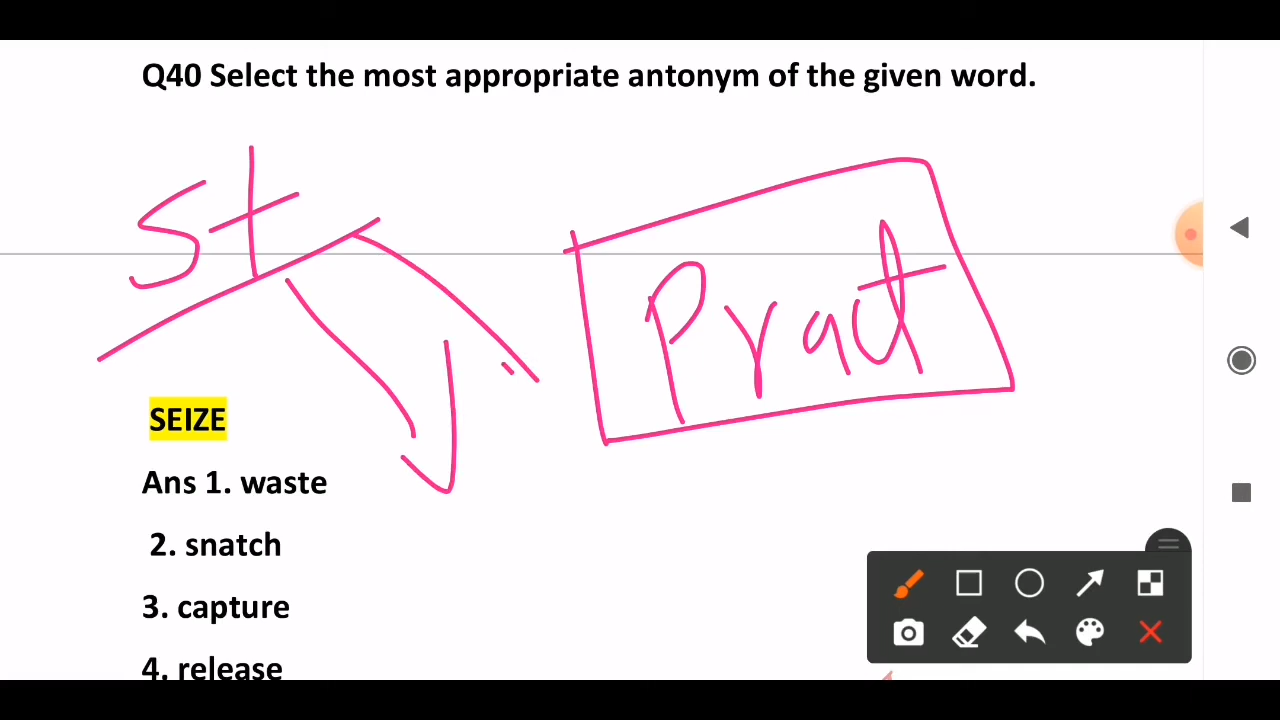 Q40 Select the most appropriate antonym of the given word.
St
Prat
SEIZE
Ans 1. waste
2. snatch
3. capture
4. release